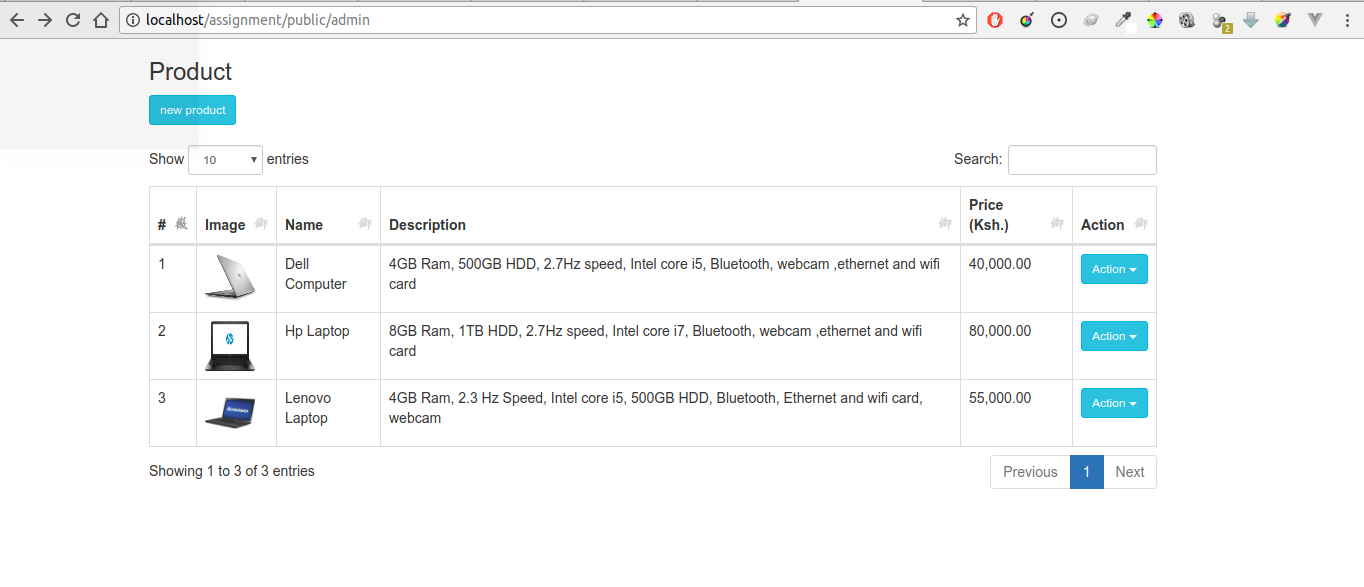 localhost/assignment/public/admin
2
Product
new product
Show 10 entries
Search:
# Image Name Description Price (Ksh.) Action
1 Dell Computer 4GB Ram, 500GB HDD, 2.7Hz speed, Intel core i5, Bluetooth, webcam ,ethernet and wifi card 40,000.00 Action
2 Hp Laptop 8GB Ram, 1TB HDD, 2.7Hz speed, Intel core i7, Bluetooth, webcam ,ethernet and wifi card 80,000.00 Action
3 Lenovo Laptop 4GB Ram, 2.3 Hz Speed, Intel core i5, 500GB HDD, Bluetooth, Ethernet and wifi card, webcam 55,000.00 Action
Showing 1 to 3 of 3 entries
Previous 1 Next